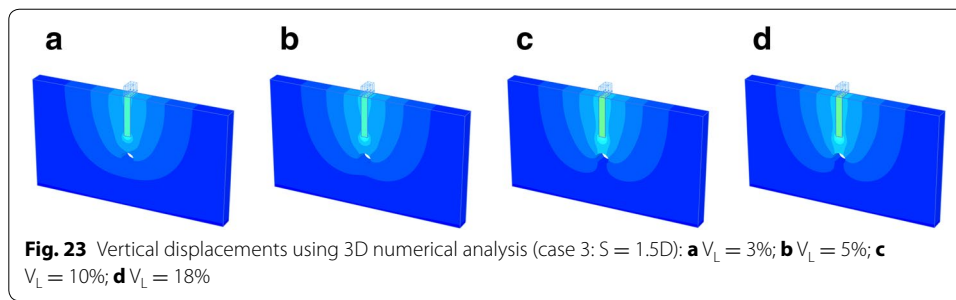 a b c d
Fig. 23 Vertical displacements using 3D numerical analysis (case 3: S = 1.5D): a V_L = 3%; b V_L = 5%; c
V_L = 10%; d V_L = 18%